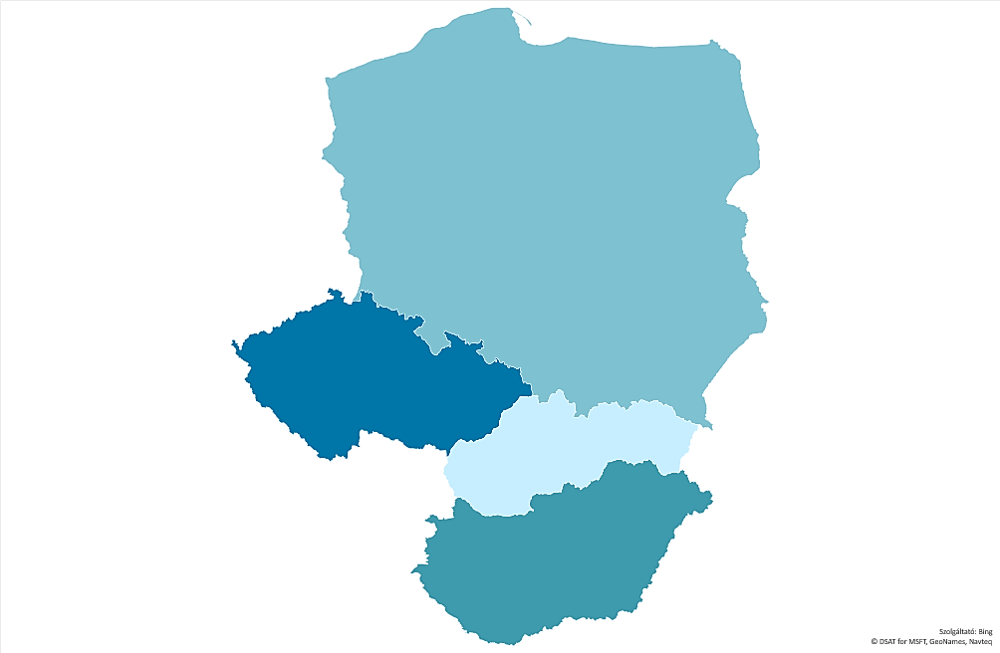 Szolgáltató: Bing
© DSAT for MSFT, GeoNames, Navteq